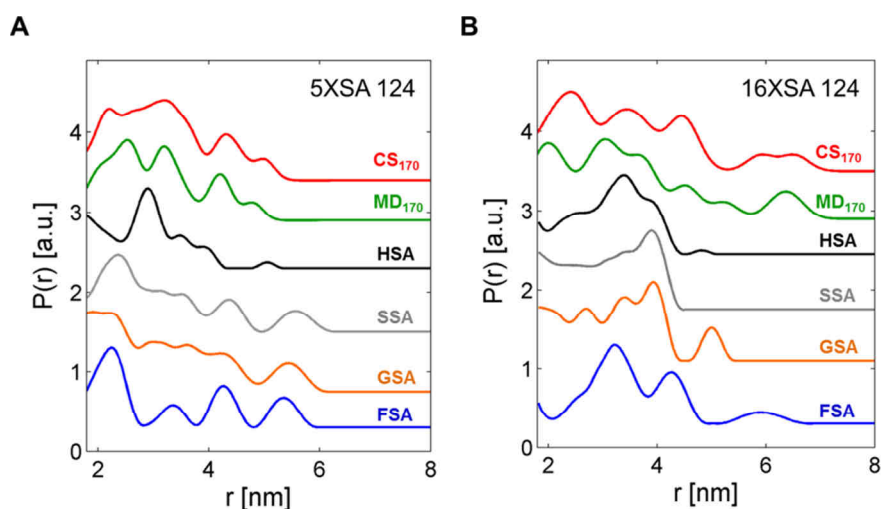 A
5XSA 124
P(r) [a.u.]
4
3
2
1
0
CS₁₇₀
MD₁₇₀
HSA
SSA
GSA
FSA
2 4 6 8
r [nm]
B
16XSA 124
P(r) [a.u.]
4
3
2
1
0
CS₁₇₀
MD₁₇₀
HSA
SSA
GSA
FSA
2 4 6 8
r [nm]